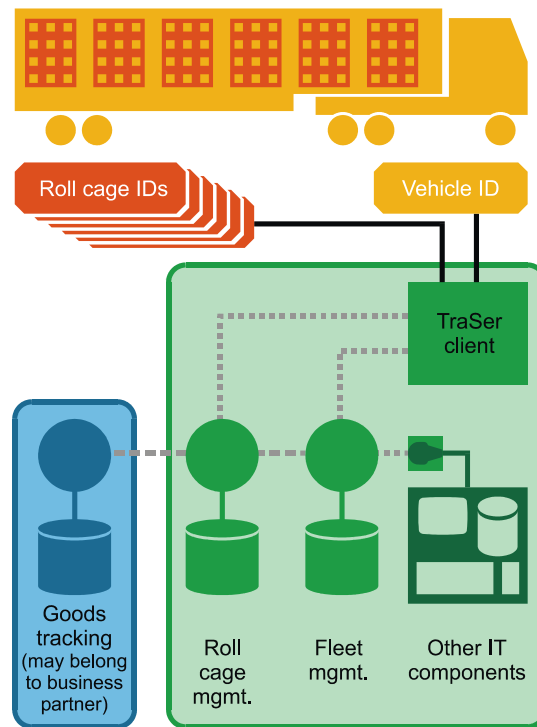 Roll cage IDs
Vehicle ID
TraSer
client
Goods
tracking
(may belong
to business
partner)
Roll
cage
mgmt.
Fleet
mgmt.
Other IT
components